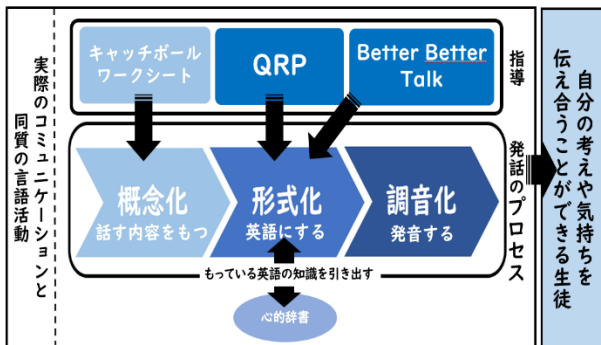 実際のコミュニケーションと
同質の言語活動
キャッチボール
ワークシート
QRP
Better Better
Talk
指導
概念化
話す内容をもつ
形式化
英語にする
調音化
発音する
発話のプロセス
もっている英語の知識を引き出す
心的辞書
自分の考えや気持ちを
伝え合うことができる生徒